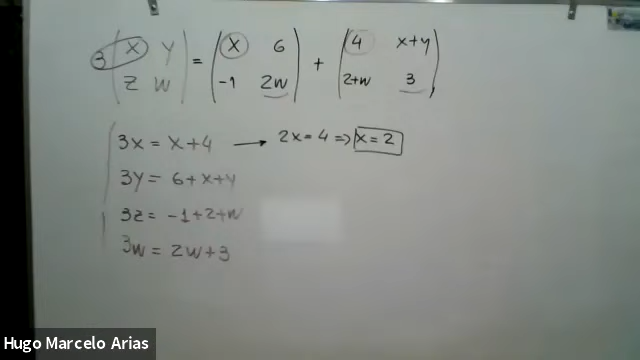 3 (x y) = (x 6) + (4 x+y)
(z w) (-1 2w) (2+w 3),
3x = x+4 → 2x=4 => x=2
3y = 6+x+y
3z = -1+2+w
3w = 2w+3
Hugo Marcelo Arias